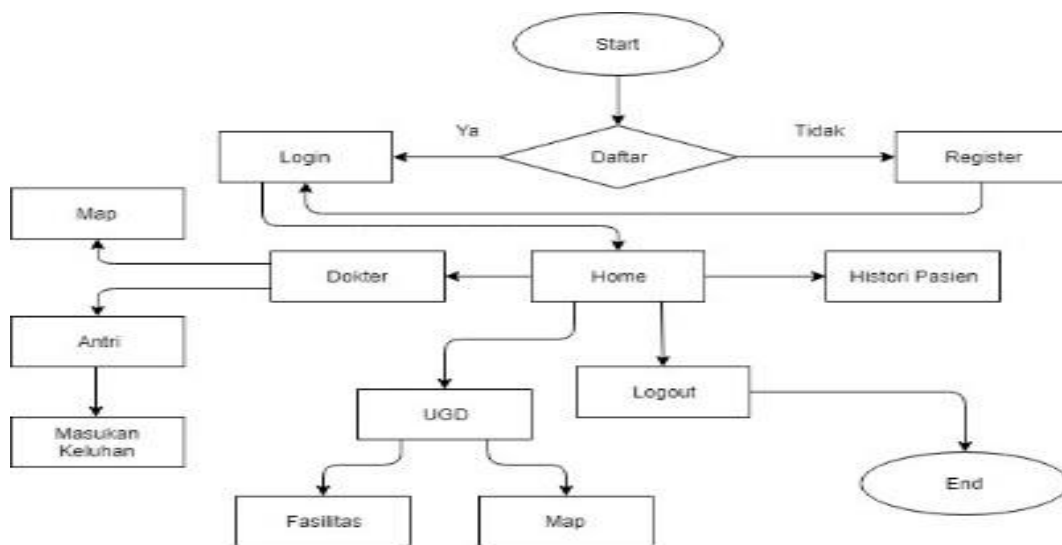 Start
Ya
Tidak
Login
Daftar
Register
Map
Dokter
Home
Histori Pasien
Antri
Logout
UGD
Masukan
Keluhan
End
Fasilitas
Map